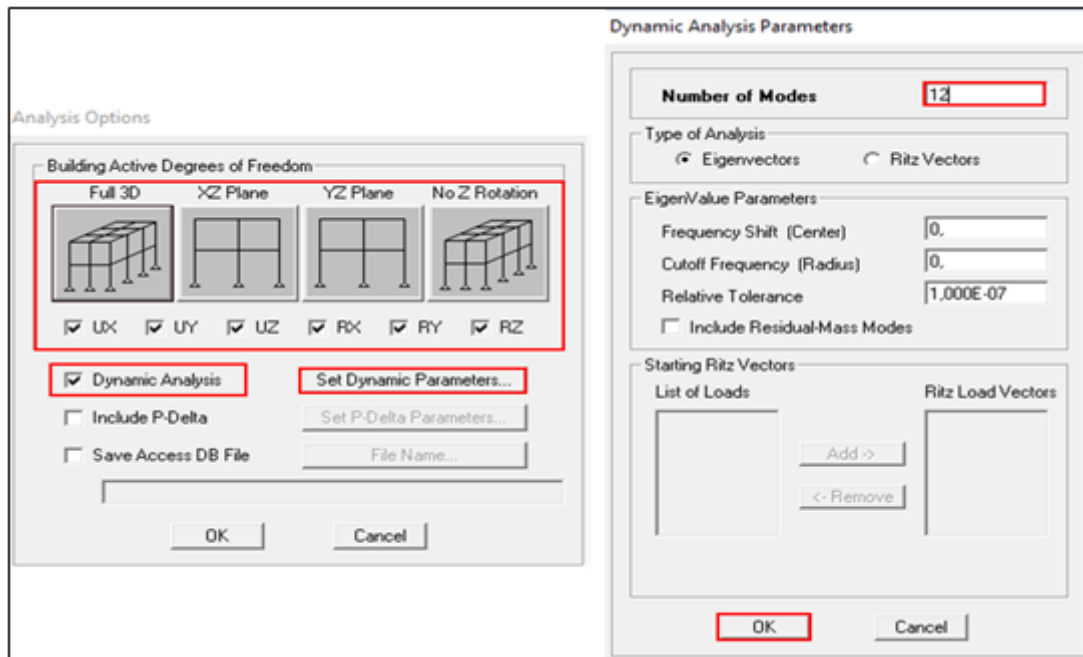 Analysis Options
Building Active Degrees of Freedom
Full 3D XZ Plane YZ Plane No Z Rotation
UX UY UZ RX RY RZ
Dynamic Analysis Set Dynamic Parameters...
Include P-Delta Set P-Delta Parameters...
Save Access DB File File Name...
OK Cancel
Dynamic Analysis Parameters
Number of Modes 12
Type of Analysis
Eigenvectors Ritz Vectors
EigenValue Parameters
Frequency Shift (Center) 0,
Cutoff Frequency (Radius) 0,
Relative Tolerance 1,000E-07
Include Residual-Mass Modes
Starting Ritz Vectors
List of Loads Ritz Load Vectors
Add ->
<- Remove
OK Cancel